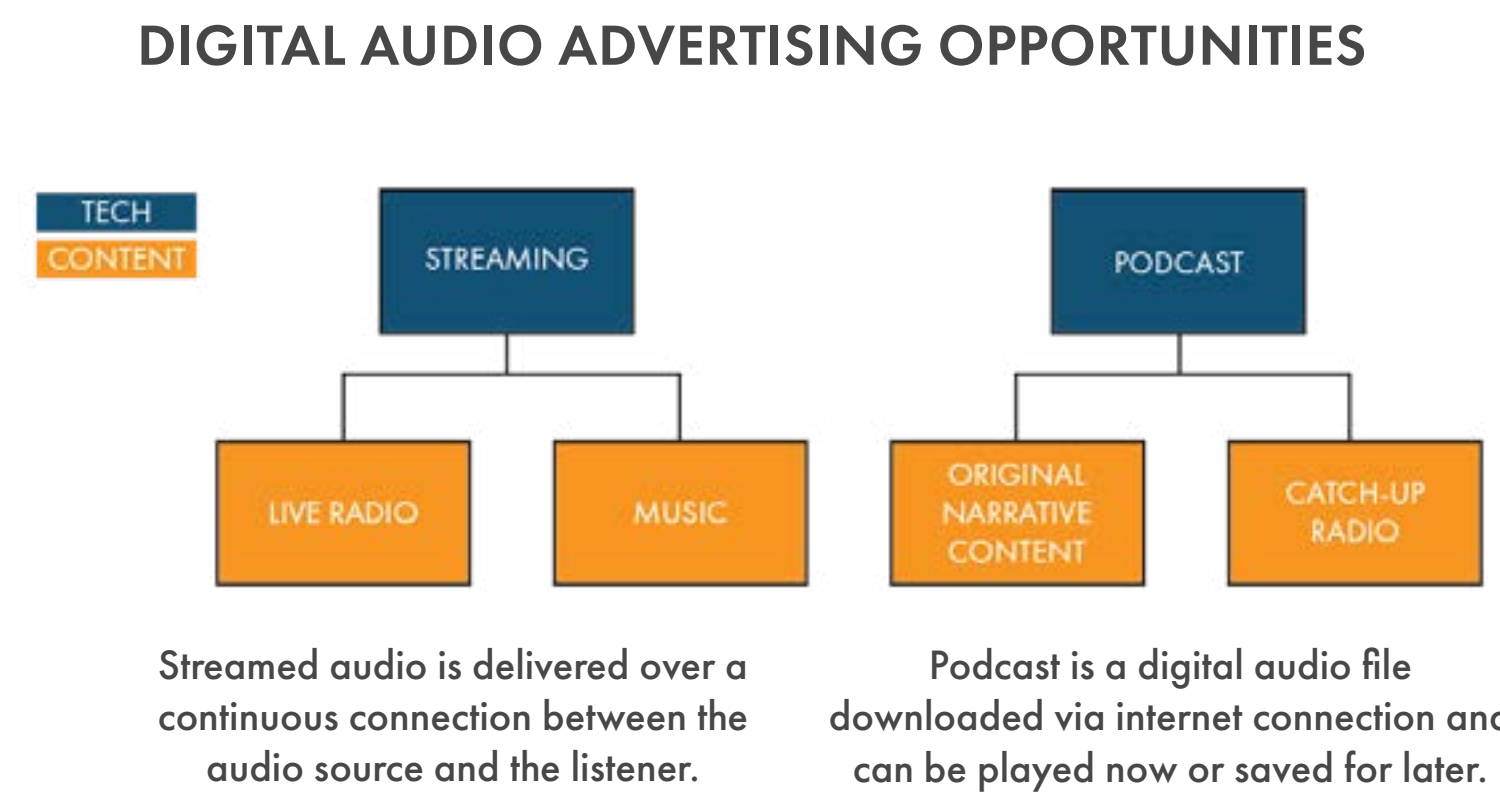 DIGITAL AUDIO ADVERTISING OPPORTUNITIES
TECH
CONTENT
STREAMING
LIVE RADIO
MUSIC
Streamed audio is delivered over a
continuous connection between the
audio source and the listener.
PODCAST
ORIGINAL
NARRATIVE
CONTENT
CATCH-UP
RADIO
Podcast is a digital audio file
downloaded via internet connection and
can be played now or saved for later.